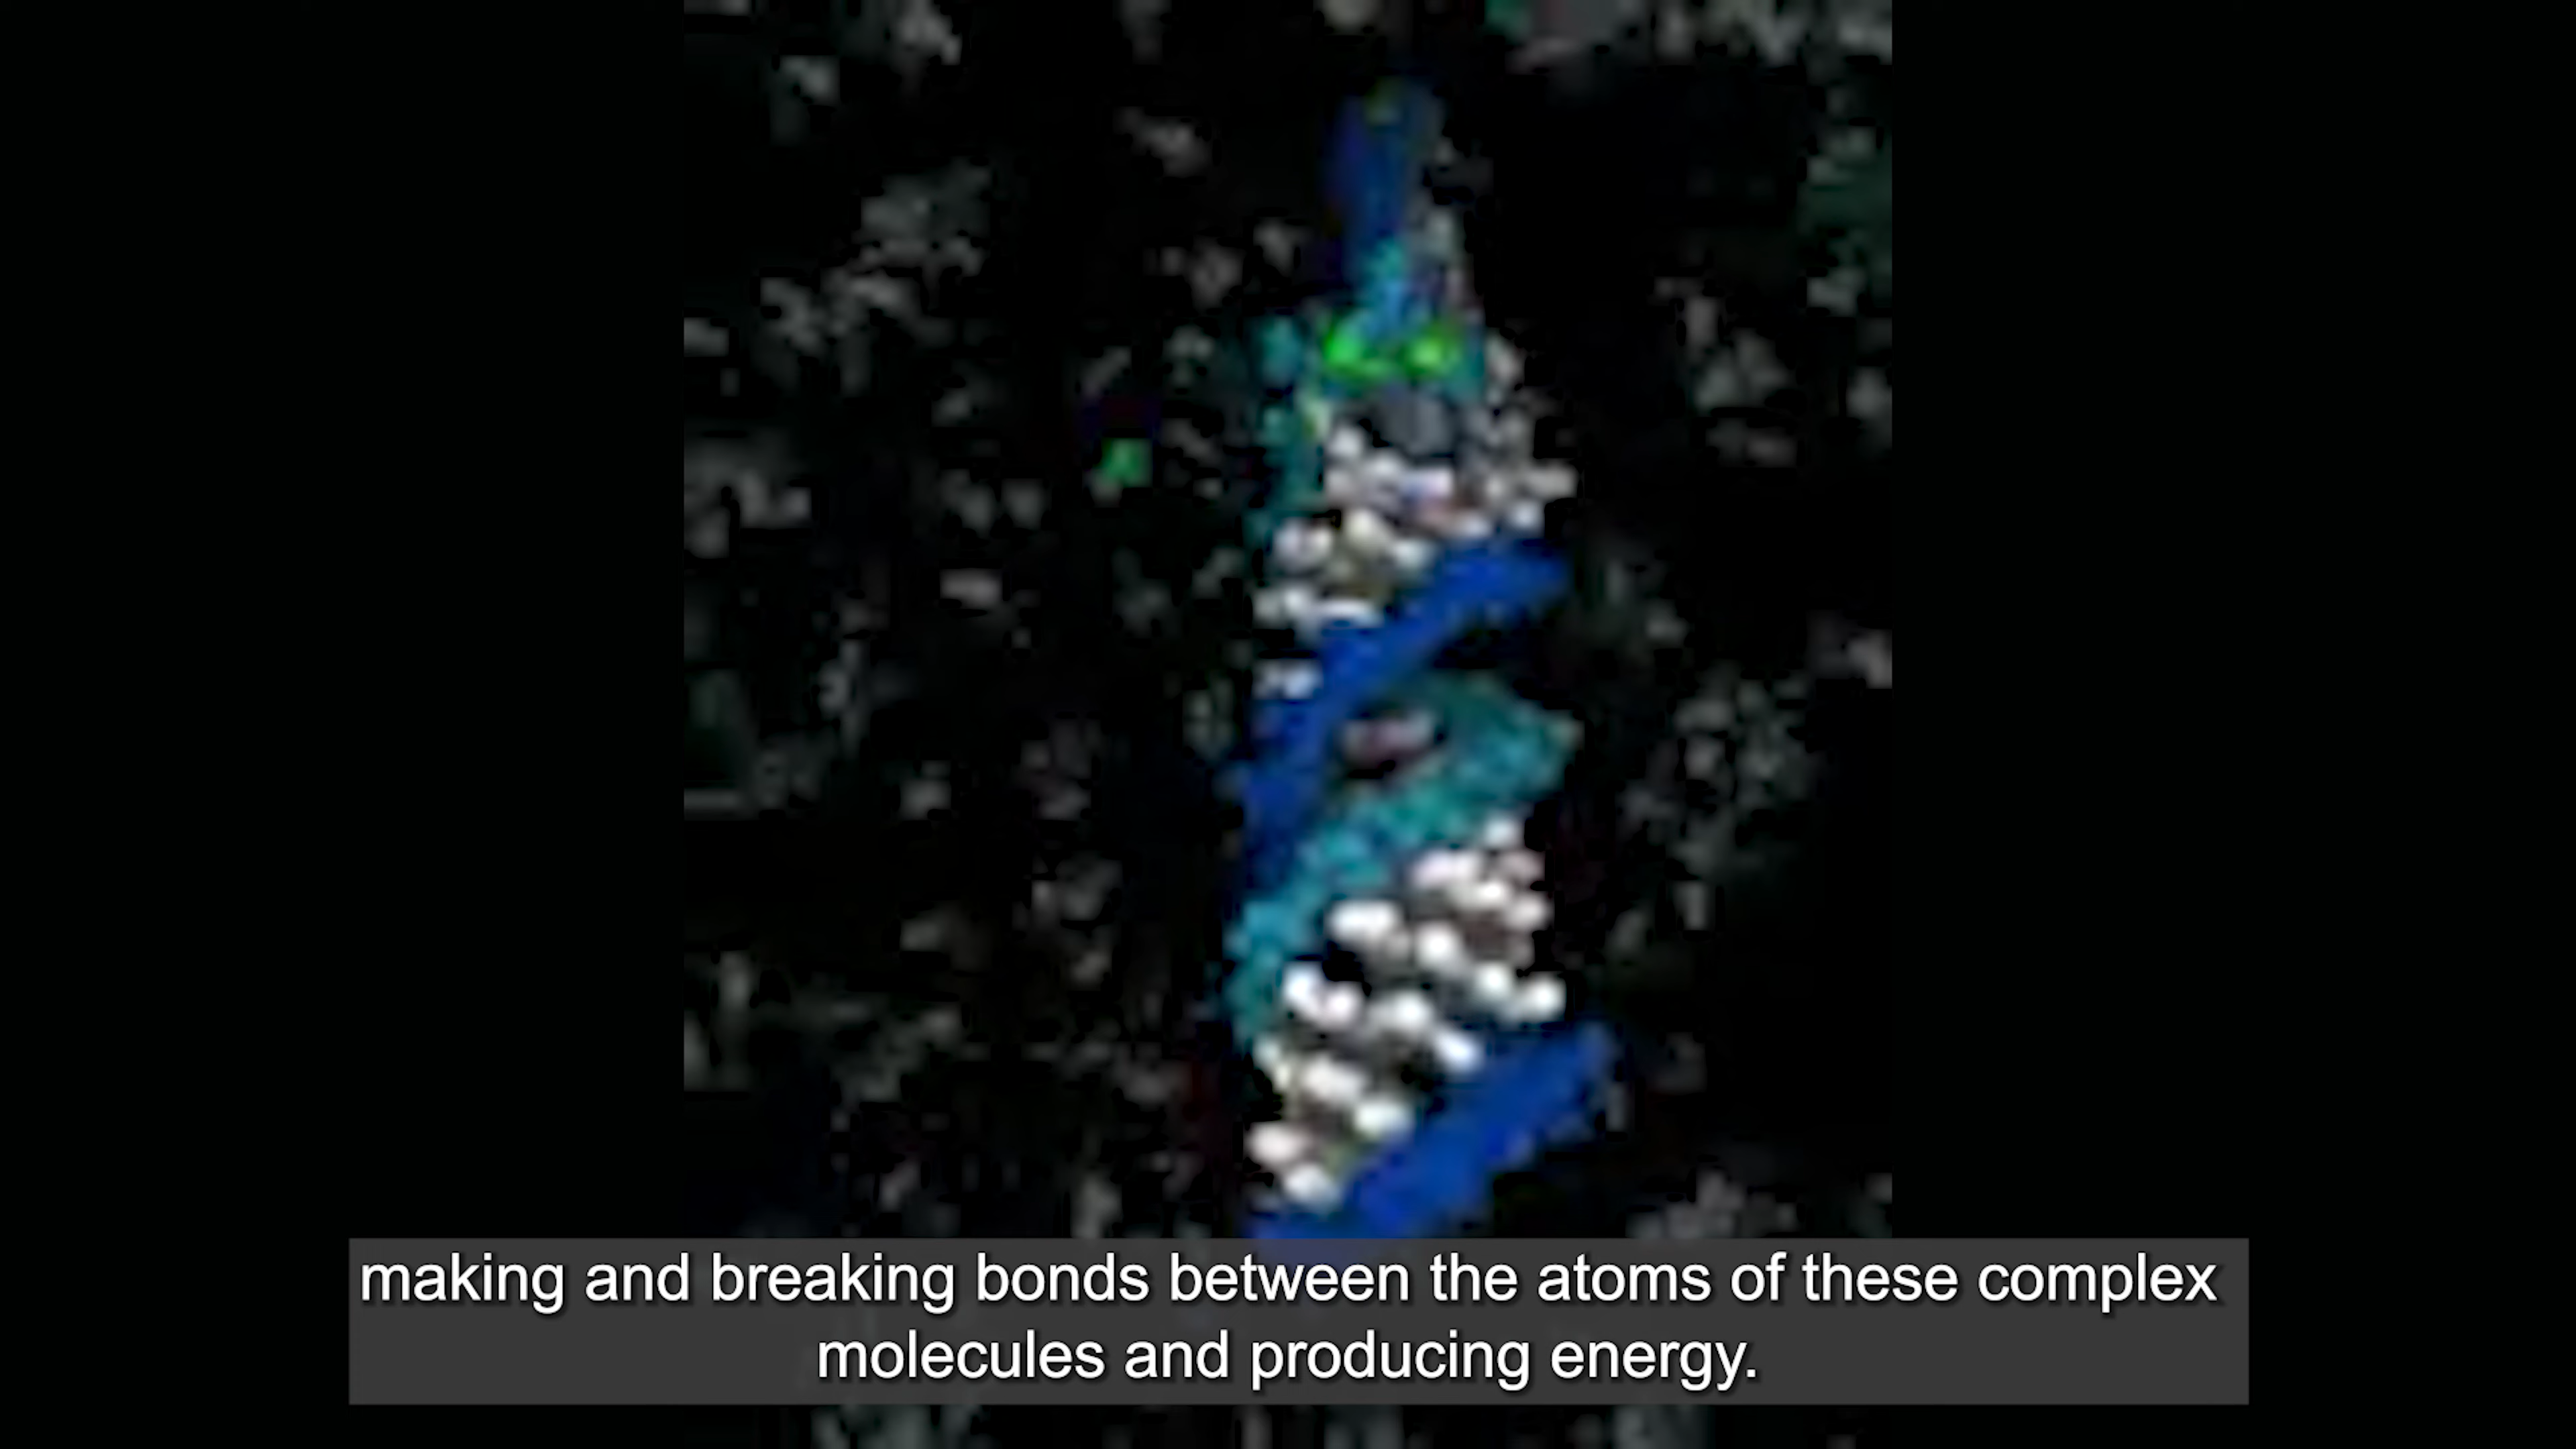 making and breaking bonds between the atoms of these complex
molecules and producing energy.